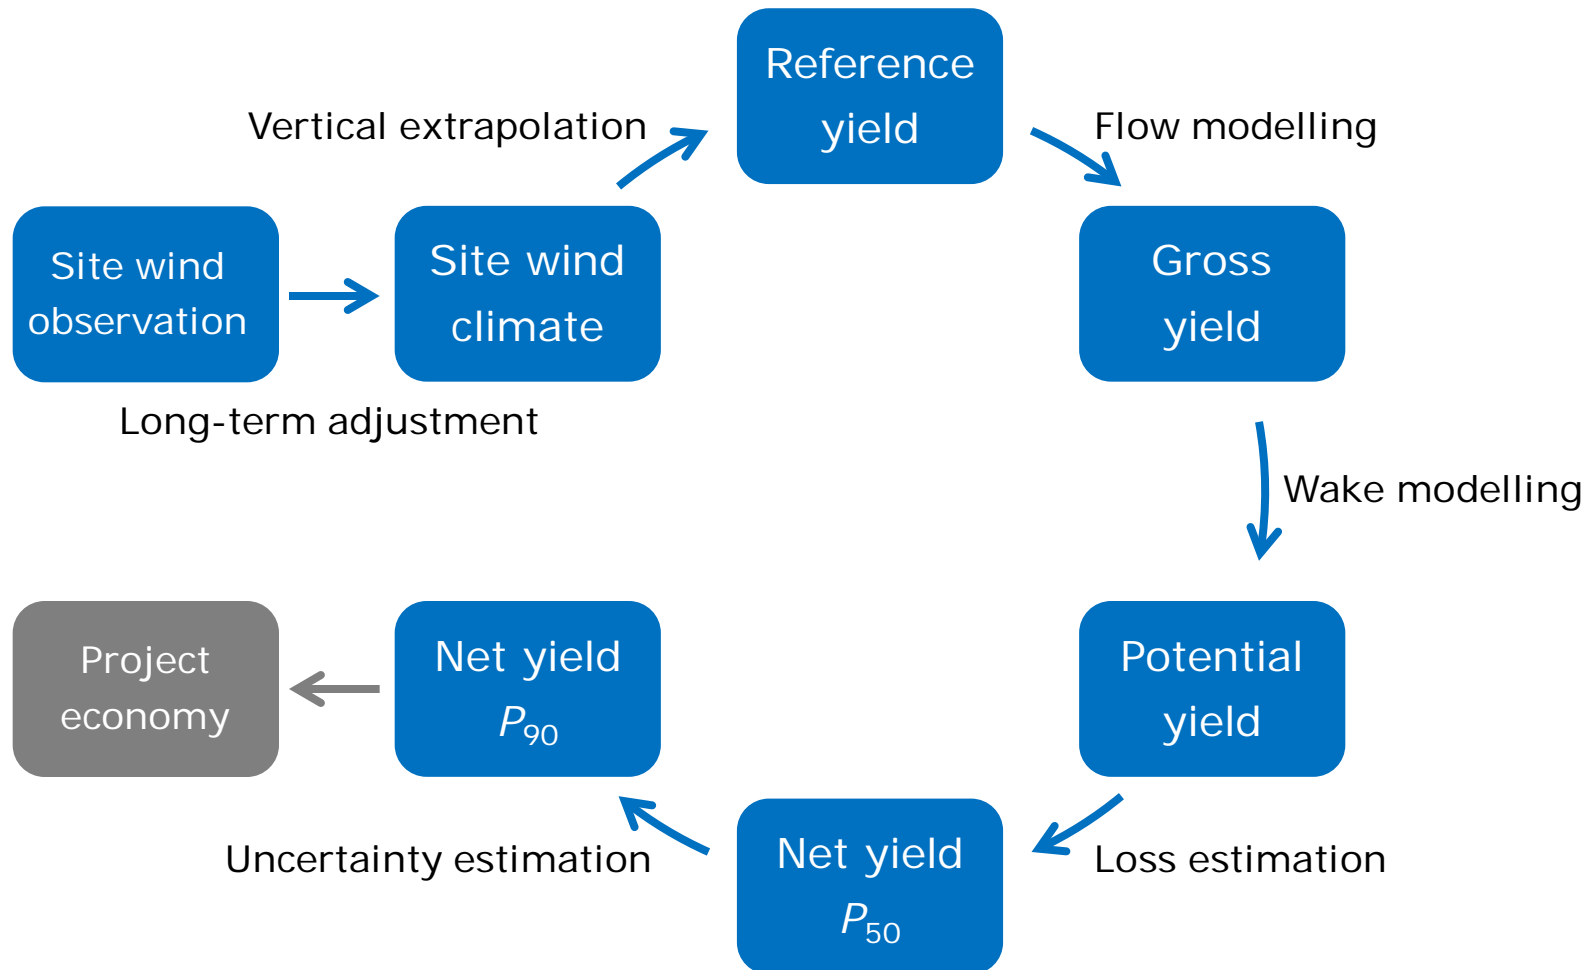 Site wind
observation
Long-term adjustment
Site wind
climate
Vertical extrapolation
Reference
yield
Flow modelling
Gross
yield
Wake modelling
Potential
yield
Loss estimation
Net yield
P50
Uncertainty estimation
Net yield
P90
Project
economy